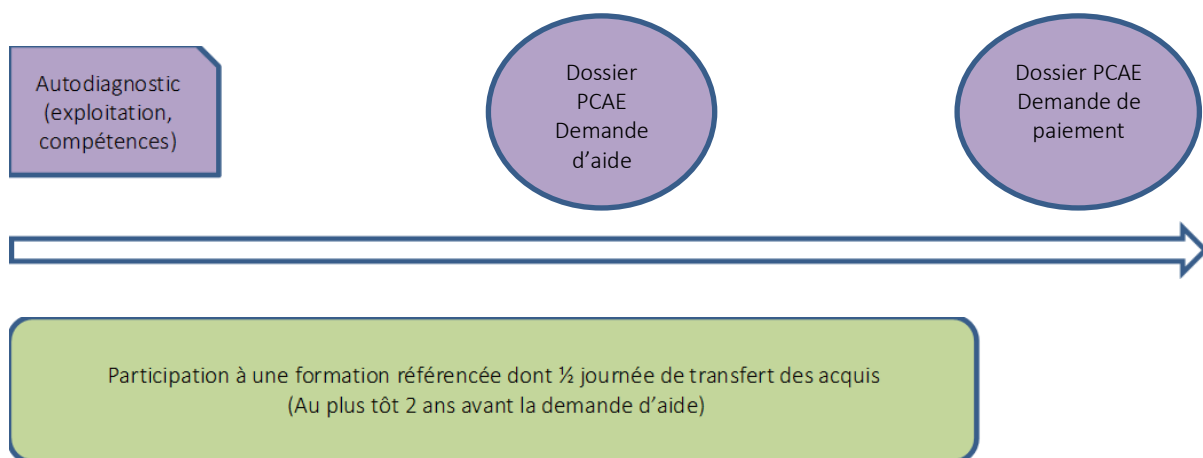 Autodiagnostic
(exploitation,
compétences)
Dossier
PCAE
Demande
d’aide
Dossier PCAE
Demande de
paiement
Participation à une formation référencée dont ½ journée de transfert des acquis
(Au plus tôt 2 ans avant la demande d’aide)